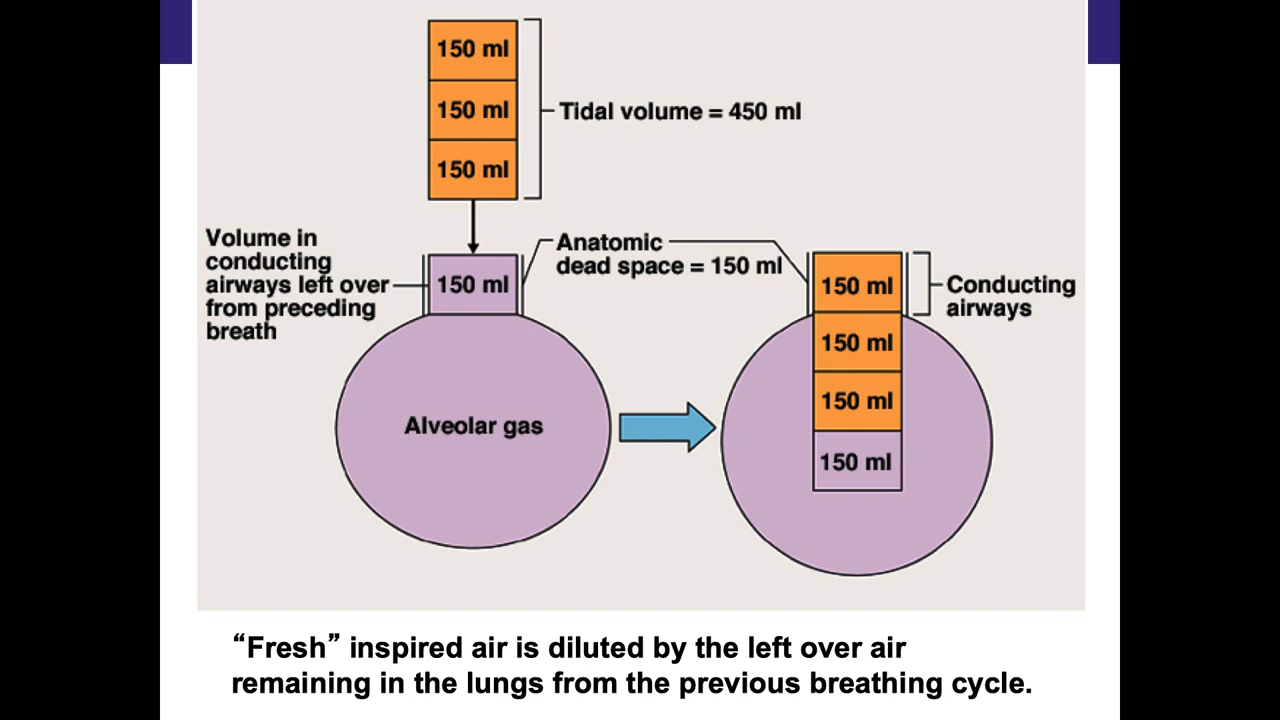 150 ml
150 ml
150 ml
Tidal volume = 450 ml
Volume in
conducting
airways left over
from preceding
breath
150 ml
Anatomic
dead space = 150 ml
150 ml
Conducting
airways
150 ml
150 ml
150 ml
Alveolar gas
“Fresh” inspired air is diluted by the left over air
remaining in the lungs from the previous breathing cycle.